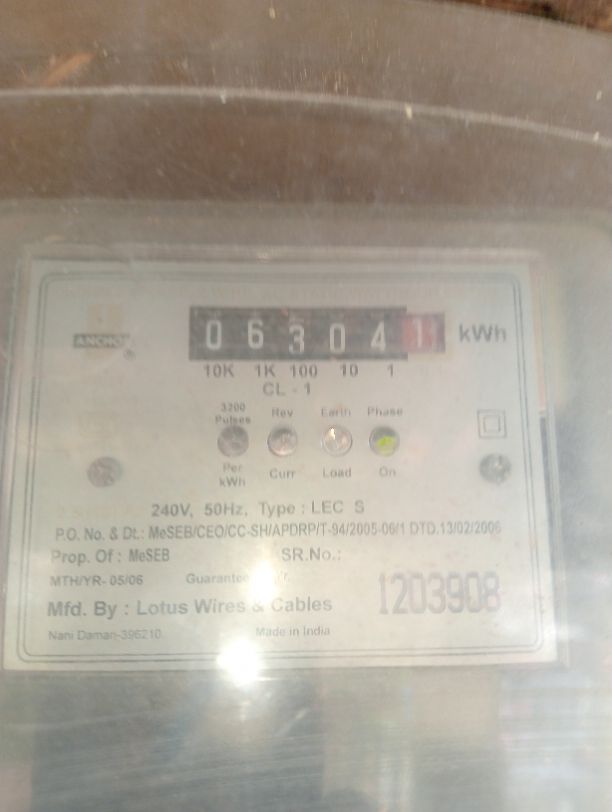 ANCHOR
®
0 6 3 0 4 1 kWh
10K 1K 100 10 1
CL - 1
3200 Pulses Rev Earth Phase
Per kWh Curr Load On
240V, 50Hz, Type : LEC S
P.O. No. & Dt.: MeSEB/CEO/CC-SH/APDRP/T-94/2005-06/1 DTD.13/02/2006
Prop. Of : MeSEB SR.No.:
MTH/YR- 05/06 Guarantee
1203908
Mfd. By : Lotus Wires & Cables
Nani Daman-396210. Made in India